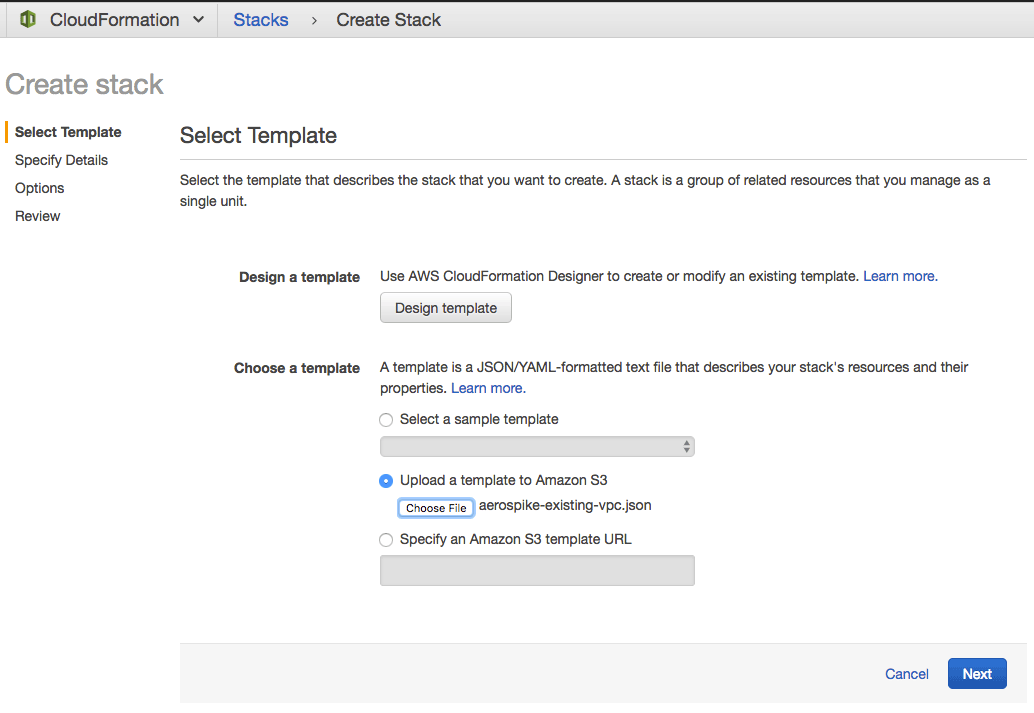 CloudFormation
Stacks > Create Stack
Create stack
Select Template
Specify Details
Options
Review
Select Template
Select the template that describes the stack that you want to create. A stack is a group of related resources that you manage as a
single unit.
Design a template
Use AWS CloudFormation Designer to create or modify an existing template. Learn more.
Design template
Choose a template
A template is a JSON/YAML-formatted text file that describes your stack's resources and their
properties. Learn more.
Select a sample template
Upload a template to Amazon S3
Choose File aerospike-existing-vpc.json
Specify an Amazon S3 template URL
Cancel Next